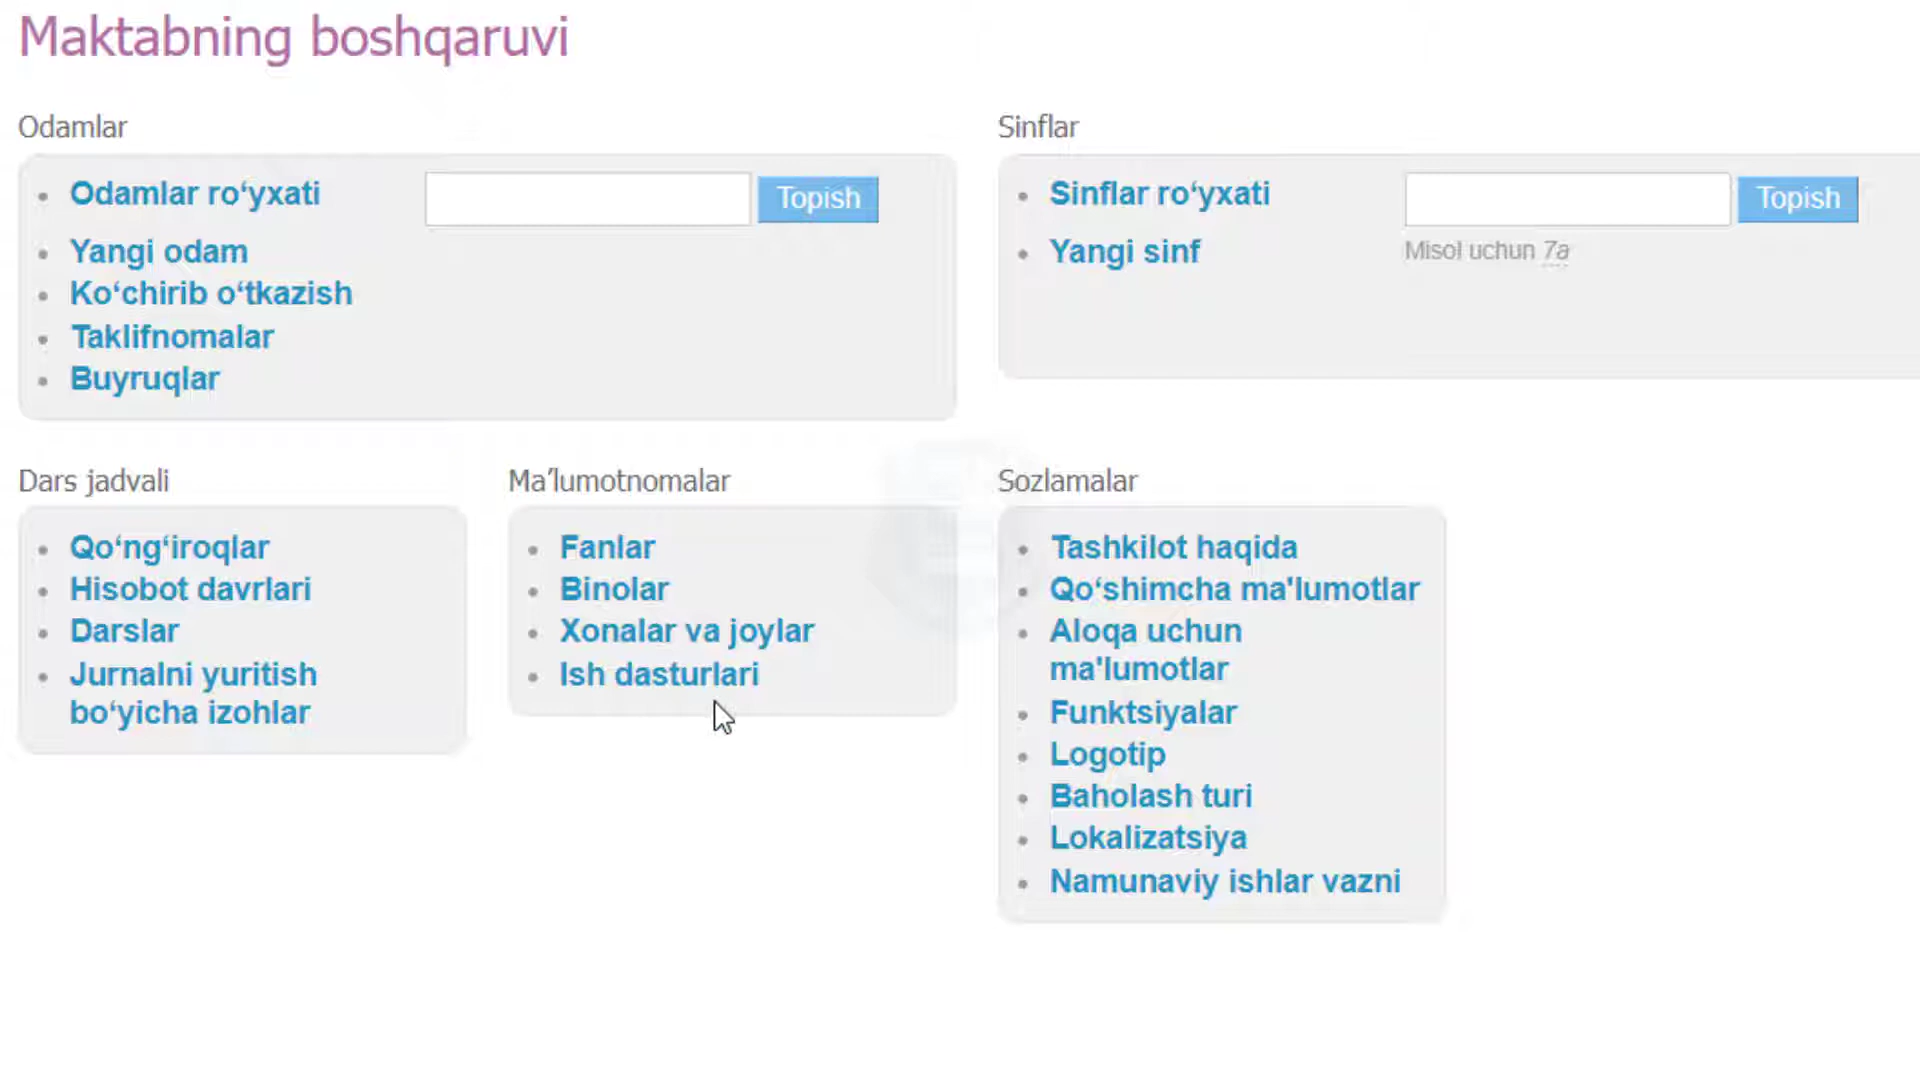 Maktabning boshqaruvi
Odamlar
Odamlar ro‘yxati
Topish
Yangi odam
Ko‘chirib o‘tkazish
Taklifnomalar
Buyruqlar
Sinflar
Sinflar ro‘yxati
Topish
Yangi sinf
Misol uchun 7a
Dars jadvali
Qo‘ng‘iroqlar
Hisobot davrlari
Darslar
Jurnalni yuritish
bo‘yicha izohlar
Ma’lumotnomalar
Fanlar
Binolar
Xonalar va joylar
Ish dasturlari
Sozlamalar
Tashkilot haqida
Qo‘shimcha ma'lumotlar
Aloqa uchun
ma'lumotlar
Funktsiyalar
Logotip
Baholash turi
Lokalizatsiya
Namunaviy ishlar vazni